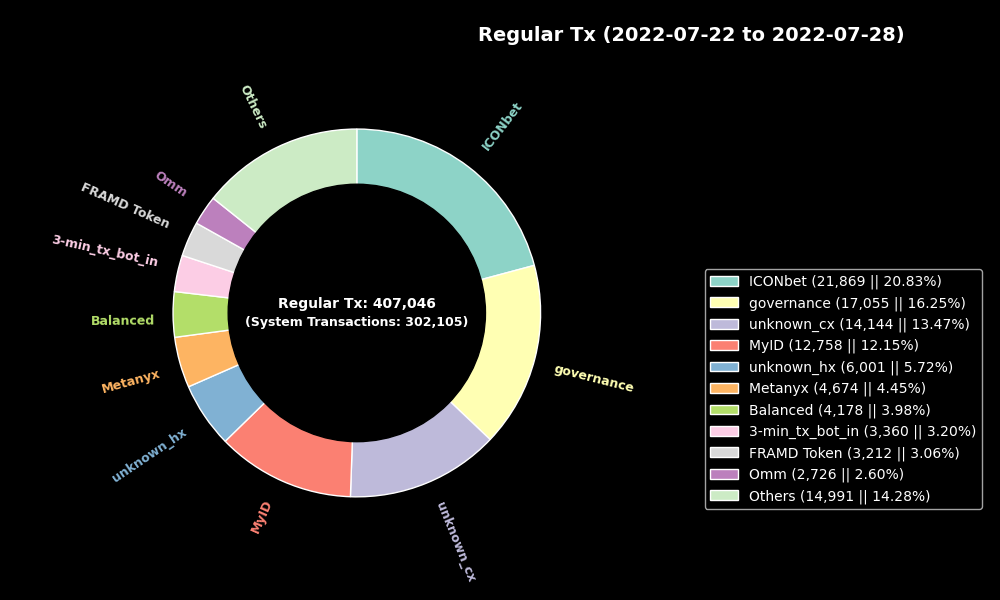 Regular Tx (2022-07-22 to 2022-07-28)
Others
ICONbet
Omm
FRAMD Token
3-min_tx_bot_in
Balanced
Metanyx
unknown_hx
MyID
unknown_cx
governance
Regular Tx: 407,046
(System Transactions: 302,105)
ICONbet (21,869 || 20.83%)
governance (17,055 || 16.25%)
unknown_cx (14,144 || 13.47%)
MyID (12,758 || 12.15%)
unknown_hx (6,001 || 5.72%)
Metanyx (4,674 || 4.45%)
Balanced (4,178 || 3.98%)
3-min_tx_bot_in (3,360 || 3.20%)
FRAMD Token (3,212 || 3.06%)
Omm (2,726 || 2.60%)
Others (14,991 || 14.28%)